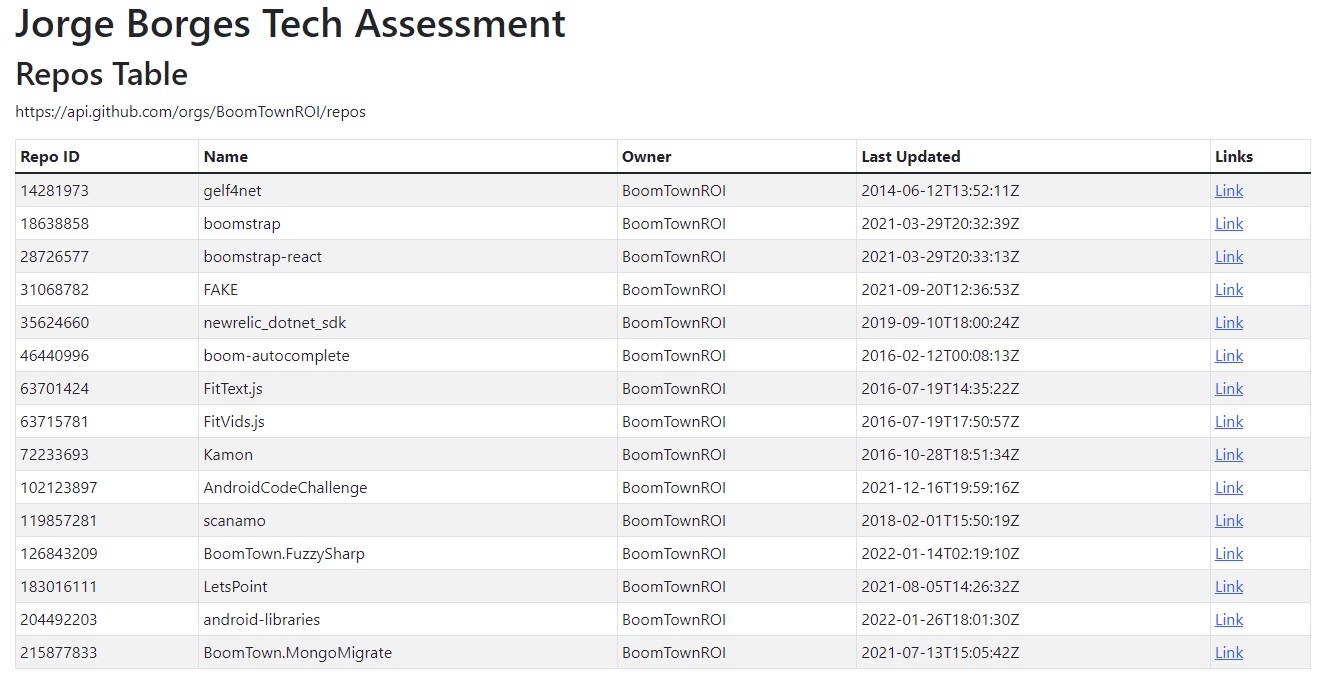 Jorge Borges Tech Assessment
Repos Table
https://api.github.com/orgs/BoomTownROI/repos
Repo ID Name Owner Last Updated Links
14281973 gelf4net BoomTownROI 2014-06-12T13:52:11Z Link
18638858 boomstrap BoomTownROI 2021-03-29T20:32:39Z Link
28726577 boomstrap-react BoomTownROI 2021-03-29T20:33:13Z Link
31068782 FAKE BoomTownROI 2021-09-20T12:36:53Z Link
35624660 newrelic_dotnet_sdk BoomTownROI 2019-09-10T18:00:24Z Link
46440996 boom-autocomplete BoomTownROI 2016-02-12T00:08:13Z Link
63701424 FitText.js BoomTownROI 2016-07-19T14:35:22Z Link
63715781 FitVids.js BoomTownROI 2016-07-19T17:50:57Z Link
72233693 Kamon BoomTownROI 2016-10-28T18:51:34Z Link
102123897 AndroidCodeChallenge BoomTownROI 2021-12-16T19:59:16Z Link
119857281 scanamo BoomTownROI 2018-02-01T15:50:19Z Link
126843209 BoomTown.FuzzySharp BoomTownROI 2022-01-14T02:19:10Z Link
183016111 LetsPoint BoomTownROI 2021-08-05T14:26:32Z Link
204492203 android-libraries BoomTownROI 2022-01-26T18:01:30Z Link
215877833 BoomTown.MongoMigrate BoomTownROI 2021-07-13T15:05:42Z Link